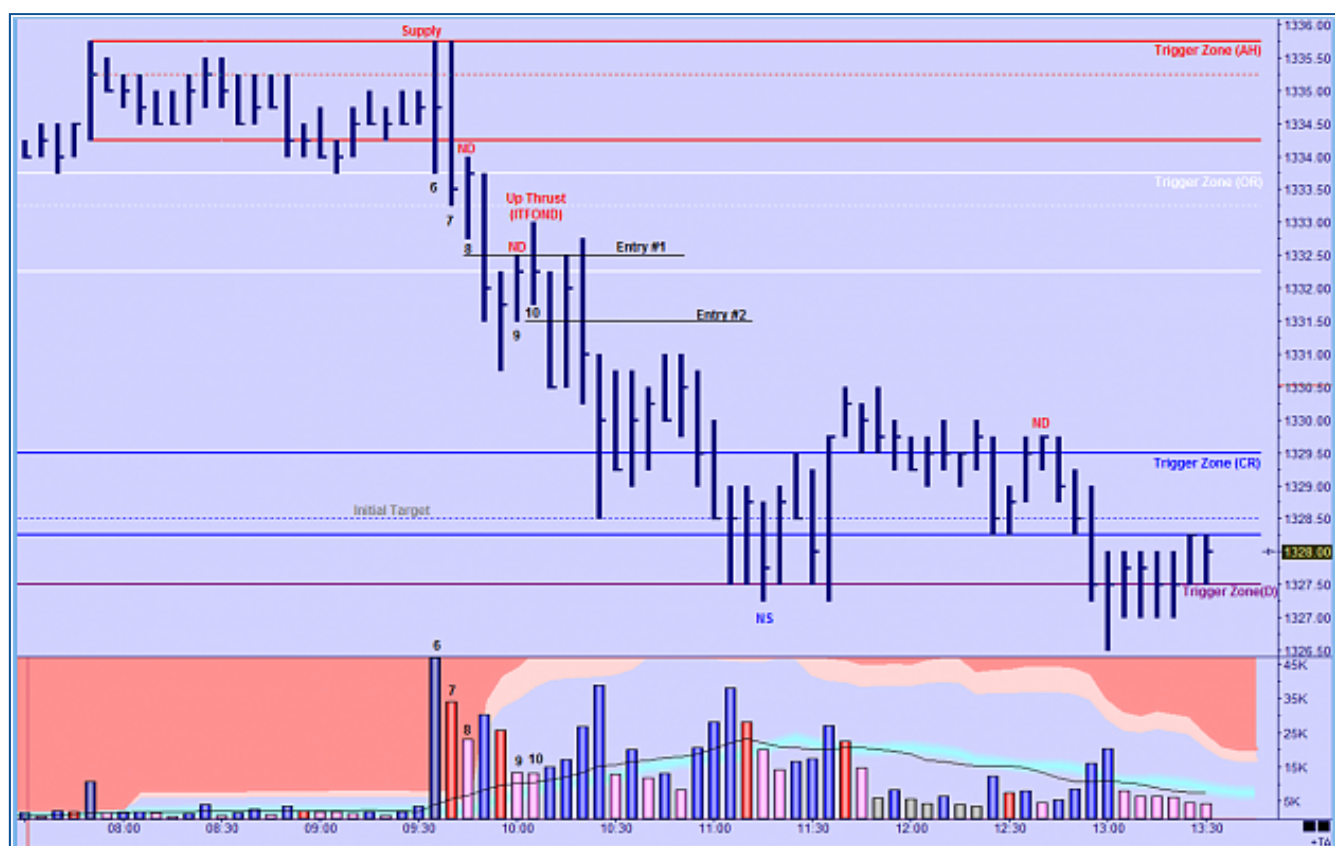 Supply
1336.00
Trigger Zone (AH)
1335.50
1335.00
1334.50
ND
1334.00
6
Trigger Zone (OR)
1333.50
7
Up Thrust
(ITFOND)
1333.00
8
ND
Entry #1
1332.50
1332.00
10
9
Entry #2
1331.50
1331.00
1330.50
1330.00
ND
1329.50
Trigger Zone (CR)
1329.00
Initial Target
1328.50
1328.00
1327.50
Trigger Zone(D)
NS
1327.00
1326.50
6
45K
7
35K
8
25K
9 10
15K
5K
08:00 08:30 09:00 09:30 10:00 10:30 11:00 11:30 12:00 12:30 13:00 13:30
+TA